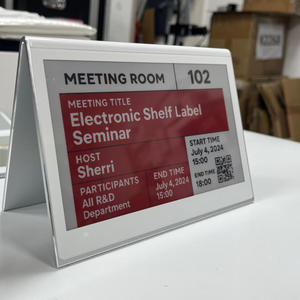 MEETING ROOM 102
MEETING TITLE
Electronic Shelf Label
Seminar
HOST
Sherri
PARTICIPANTS
All R&D
Department
END TIME
July 4, 2024
15:00
START TIME
July 4, 2024
15:00
END TIME
18:00